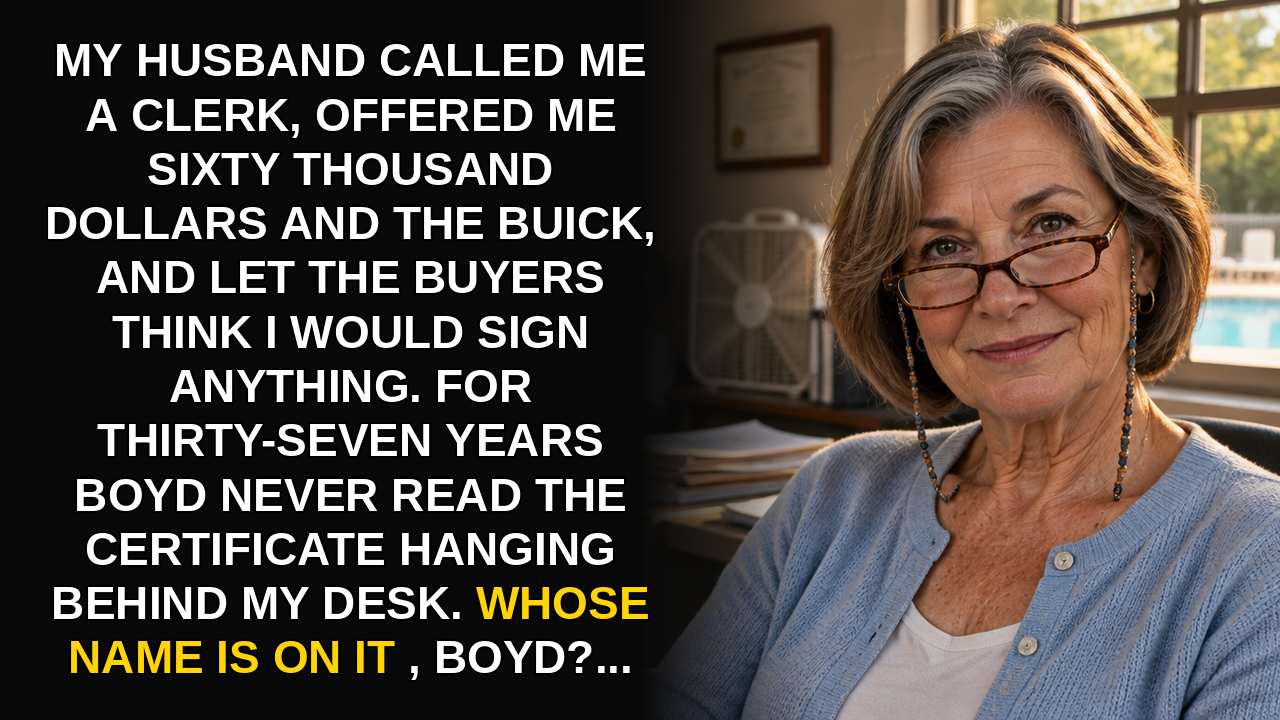 MY HUSBAND CALLED ME
A CLERK, OFFERED ME
SIXTY THOUSAND
DOLLARS AND THE BUICK,
AND LET THE BUYERS
THINK I WOULD SIGN
ANYTHING. FOR
THIRTY-SEVEN YEARS
BOYD NEVER READ THE
CERTIFICATE HANGING
BEHIND MY DESK. WHOSE
NAME IS ON IT , BOYD?...